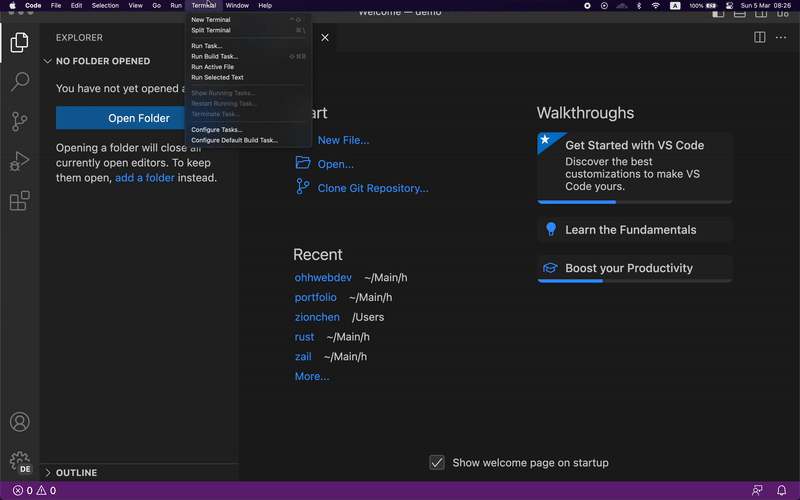 Code File Edit Selection View Go Run Terminal Window Help
A 100% Sun 5 Mar 08:26
Welcome — demo
EXPLORER
NO FOLDER OPENED
You have not yet opened a
Open Folder
Opening a folder will close all
currently open editors. To keep
them open, add a folder instead.
OUTLINE
New Terminal
Split Terminal
Run Task...
Run Build Task... ⇧⌘B
Run Active File
Run Selected Text
Show Running Tasks...
Restart Running Task...
Terminate Task...
Configure Tasks...
Configure Default Build Task...
art
New File...
Open...
Clone Git Repository...
Recent
ohhwebdev ~/Main/h
portfolio ~/Main/h
zionchen /Users
rust ~/Main/h
zail ~/Main/h
More...
Walkthroughs
Get Started with VS Code
Discover the best
customizations to make VS
Code yours.
Learn the Fundamentals
Boost your Productivity
Show welcome page on startup
DE
0 0